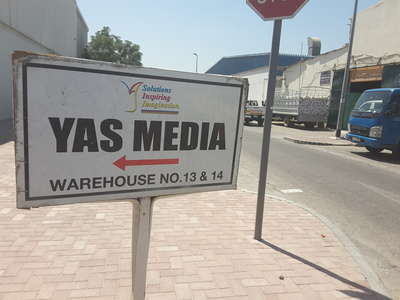 Solutions
Inspiring
Imagination
YAS MEDIA
WAREHOUSE NO.13 & 14